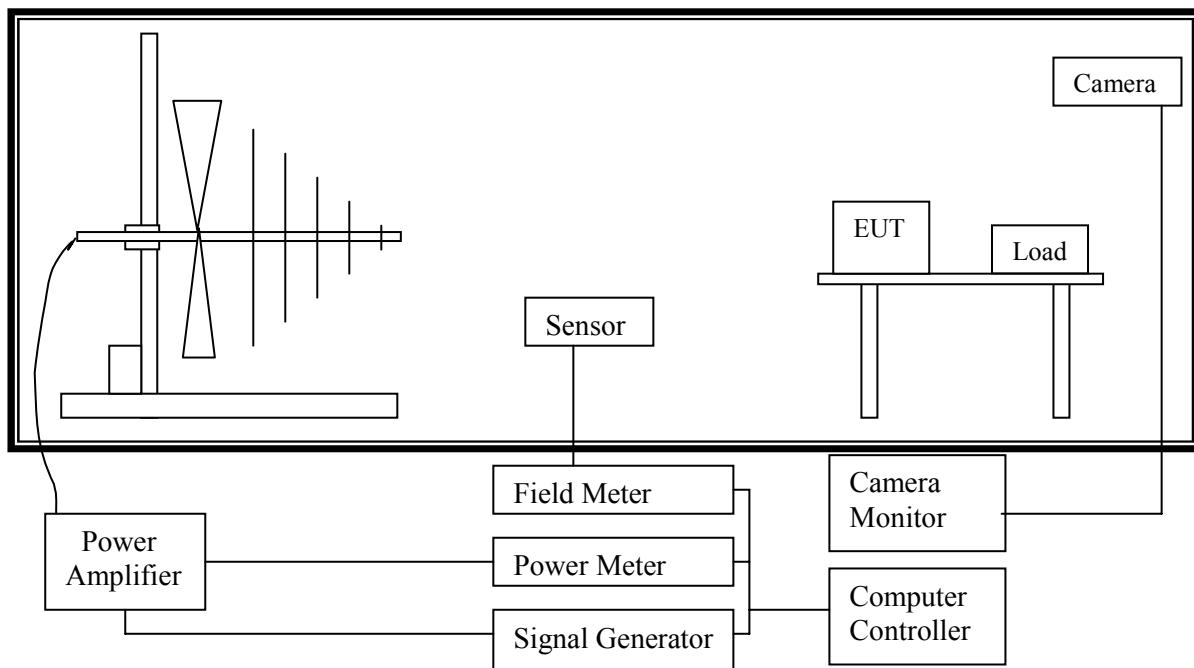 Camera
EUT
Load
Sensor
Field Meter
Camera
Monitor
Power
Amplifier
Power Meter
Computer
Controller
Signal Generator